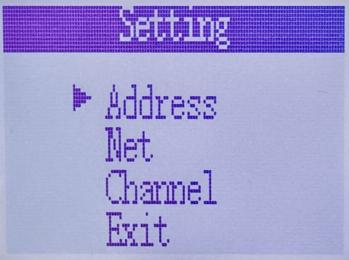 Setting
Address
Net
Channel
Exit